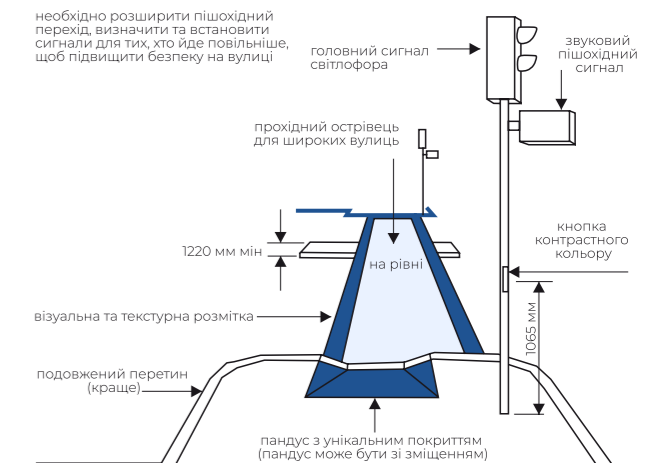 необхідно розширити пішохідний
перехід, визначити та встановити
сигнали для тих, хто йде повільніше,
щоб підвищити безпеку на вулиці
головний сигнал
світлофора
звуковий
пішохідний
сигнал
прохідний острівець
для широких вулиць
кнопка
контрастного
кольору
1220 мм мін
на рівні
візуальна та текстурна розмітка
1065 мм
подовжений перетин
(краще)
пандус з унікальним покриттям
(пандус може бути зі зміщенням)